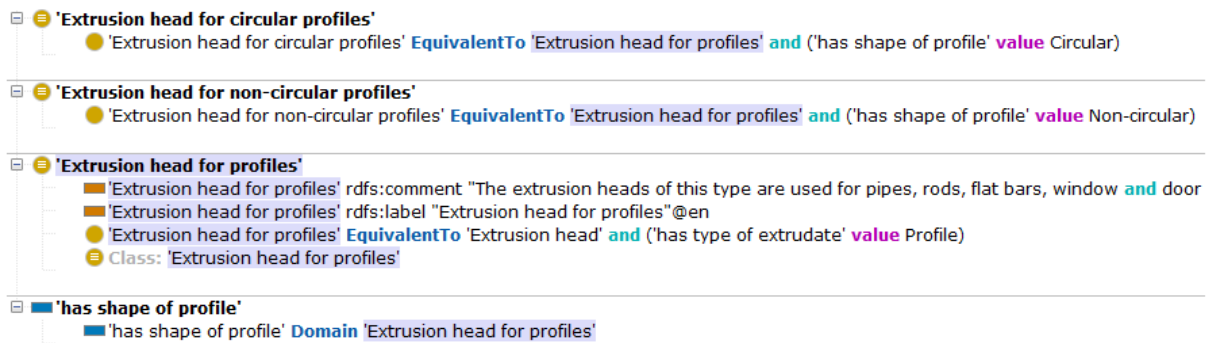 'Extrusion head for circular profiles'
'Extrusion head for circular profiles' EquivalentTo 'Extrusion head for profiles' and ('has shape of profile' value Circular)
'Extrusion head for non-circular profiles'
'Extrusion head for non-circular profiles' EquivalentTo 'Extrusion head for profiles' and ('has shape of profile' value Non-circular)
'Extrusion head for profiles'
'Extrusion head for profiles' rdfs:comment "The extrusion heads of this type are used for pipes, rods, flat bars, window and door
'Extrusion head for profiles' rdfs:label "Extrusion head for profiles"@en
'Extrusion head for profiles' EquivalentTo 'Extrusion head' and ('has type of extrudate' value Profile)
Class: 'Extrusion head for profiles'
'has shape of profile'
'has shape of profile' Domain 'Extrusion head for profiles'